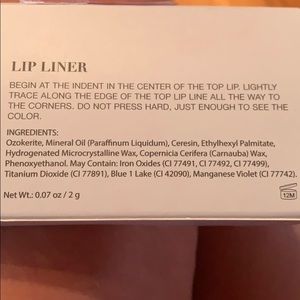 LIP LINER
BEGIN AT THE INDENT IN THE CENTER OF THE TOP LIP. LIGHTLY
TRACE ALONG THE EDGE OF THE TOP LIP LINE ALL THE WAY TO
THE CORNERS. DO NOT PRESS HARD, JUST ENOUGH TO SEE THE
COLOR.
INGREDIENTS:
Ozokerite, Mineral Oil (Paraffinum Liquidum), Ceresin, Ethylhexyl Palmitate,
Hydrogenated Microcrystalline Wax, Copernicia Cerifera (Carnauba) Wax,
Phenoxyethanol. May Contain: Iron Oxides (CI 77491, CI 77492, CI 77499),
Titanium Dioxide (CI 77891), Blue 1 Lake (CI 42090), Manganese Violet (CI 77742).
Net Wt.: 0.07 oz / 2 g
12M